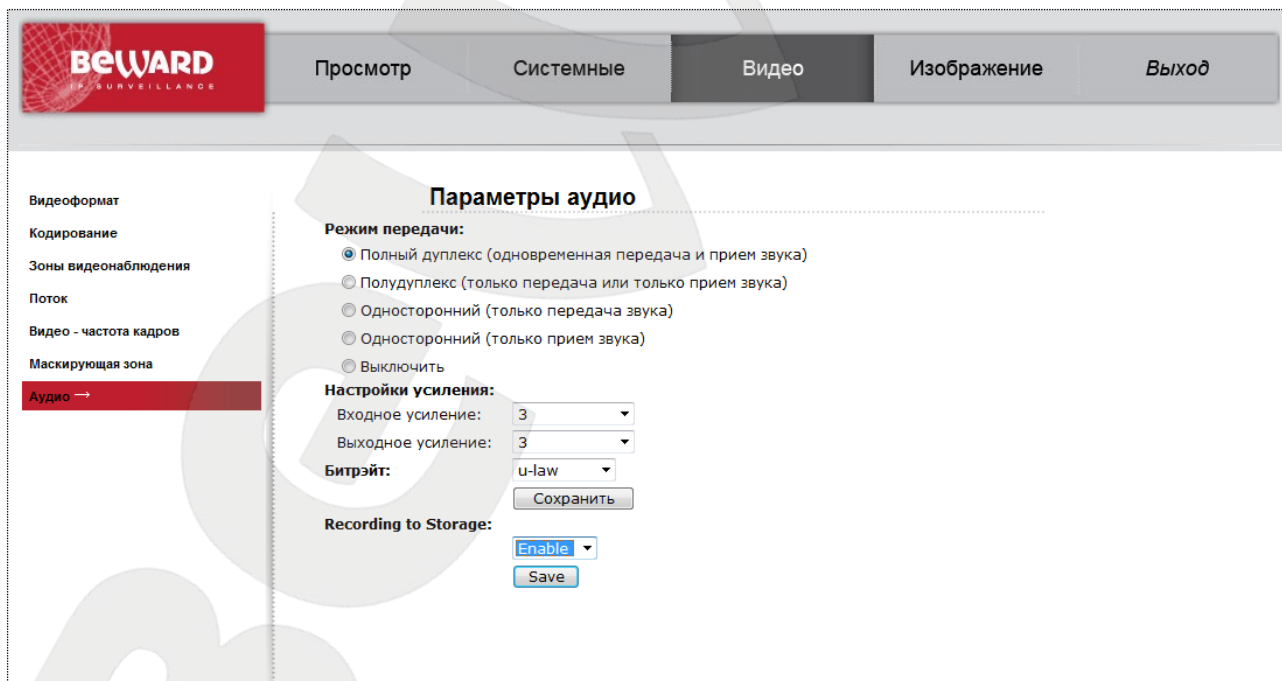 BEWARD
IP SURVEILLANCE
Просмотр
Системные
Видео
Изображение
Выход
Видеоформат
Кодирование
Зоны видеонаблюдения
Поток
Видео - частота кадров
Маскирующая зона
Аудио →
Параметры аудио
Режим передачи:
Полный дуплекс (одновременная передача и прием звука)
Полудуплекс (только передача или только прием звука)
Односторонний (только передача звука)
Односторонний (только прием звука)
Выключить
Настройки усиления:
Входное усиление: 3
Выходное усиление: 3
Битрэйт: u-law
Сохранить
Recording to Storage:
Enable
Save